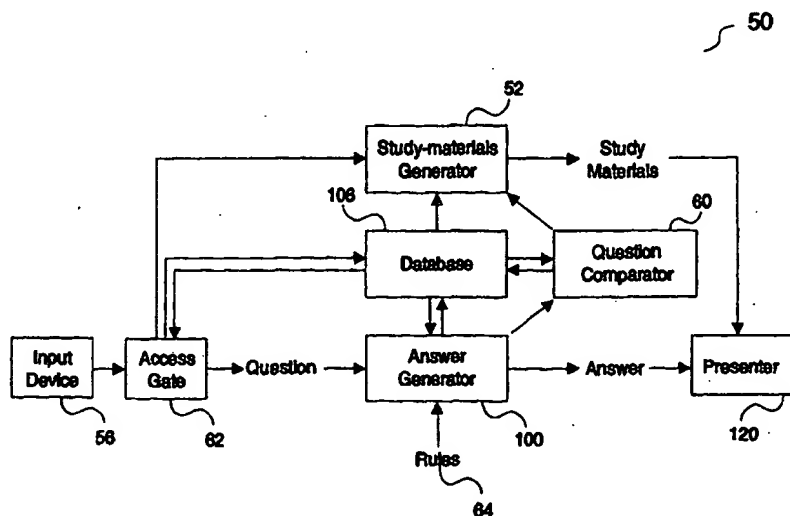 50
52
Study-materials
Generator
Study
Materials
106
60
Database
Question
Comparator
Input
Device
Access
Gate
Question
Answer
Generator
Answer
Presenter
56
62
100
120
Rules
64